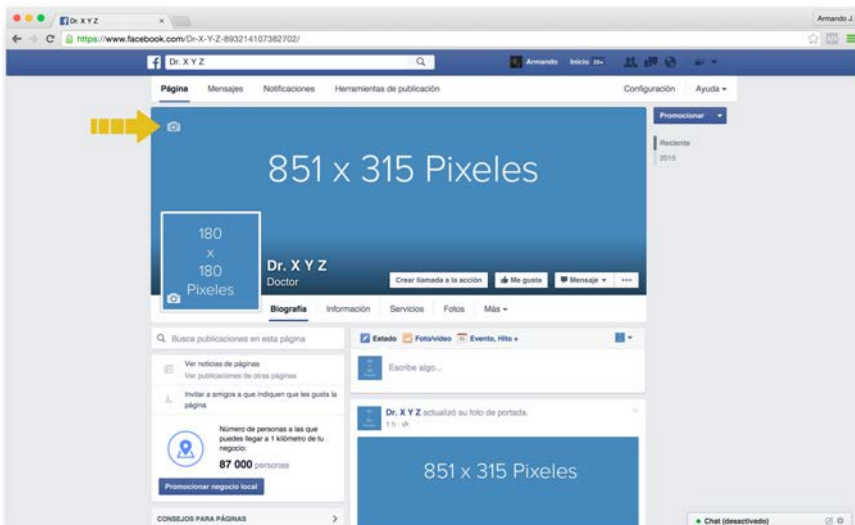 Dr. X Y Z
Armando J.
https://www.facebook.com/Dr-X-Y-Z-893214107382702/
Dr. X Y Z
Armando
Inicio 20+
Página
Mensajes
Notificaciones
Herramientas de publicación
Configuración
Ayuda
851 x 315 Pixeles
Promocionar
Reciente
2015
180
x
180
Pixeles
Dr. X Y Z
Doctor
Crear llamada a la acción
Me gusta
Mensaje
Biografía
Información
Servicios
Fotos
Más
Busca publicaciones en esta página
Ver noticias de páginas
Ver publicaciones de otras páginas
Invitar a amigos a que indiquen que les gusta la
página
Número de personas a las que
puedes llegar a 1 kilómetro de tu
negocio:
87 000 personas
Promocionar negocio local
CONSEJOS PARA PÁGINAS
Estado
Foto/video
Evento, Hito +
Escribe algo...
Dr. X Y Z actualizó su foto de portada.
1 h
851 x 315 Pixeles
Chat (desactivado)